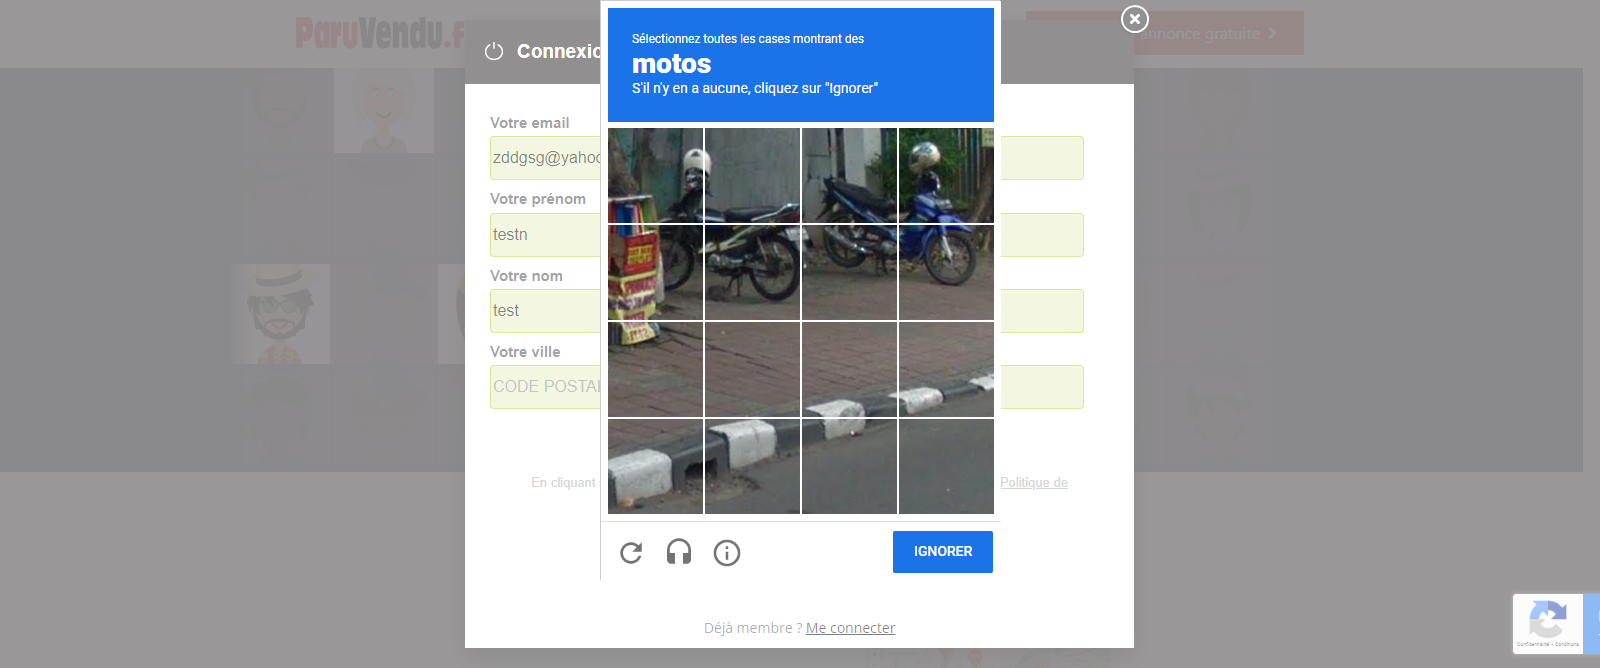 ParuVendu.f
annonce gratuite
Connexio
Sélectionnez toutes les cases montrant des
motos
S'il n'y en a aucune, cliquez sur "Ignorer"
Votre email
zddgsg@yahoo
Votre prénom
testn
Votre nom
test
Votre ville
CODE POSTAL
En cliquant
Politique de
IGNORER
Déjà membre ? Me connecter
Confidentialité - Conditions